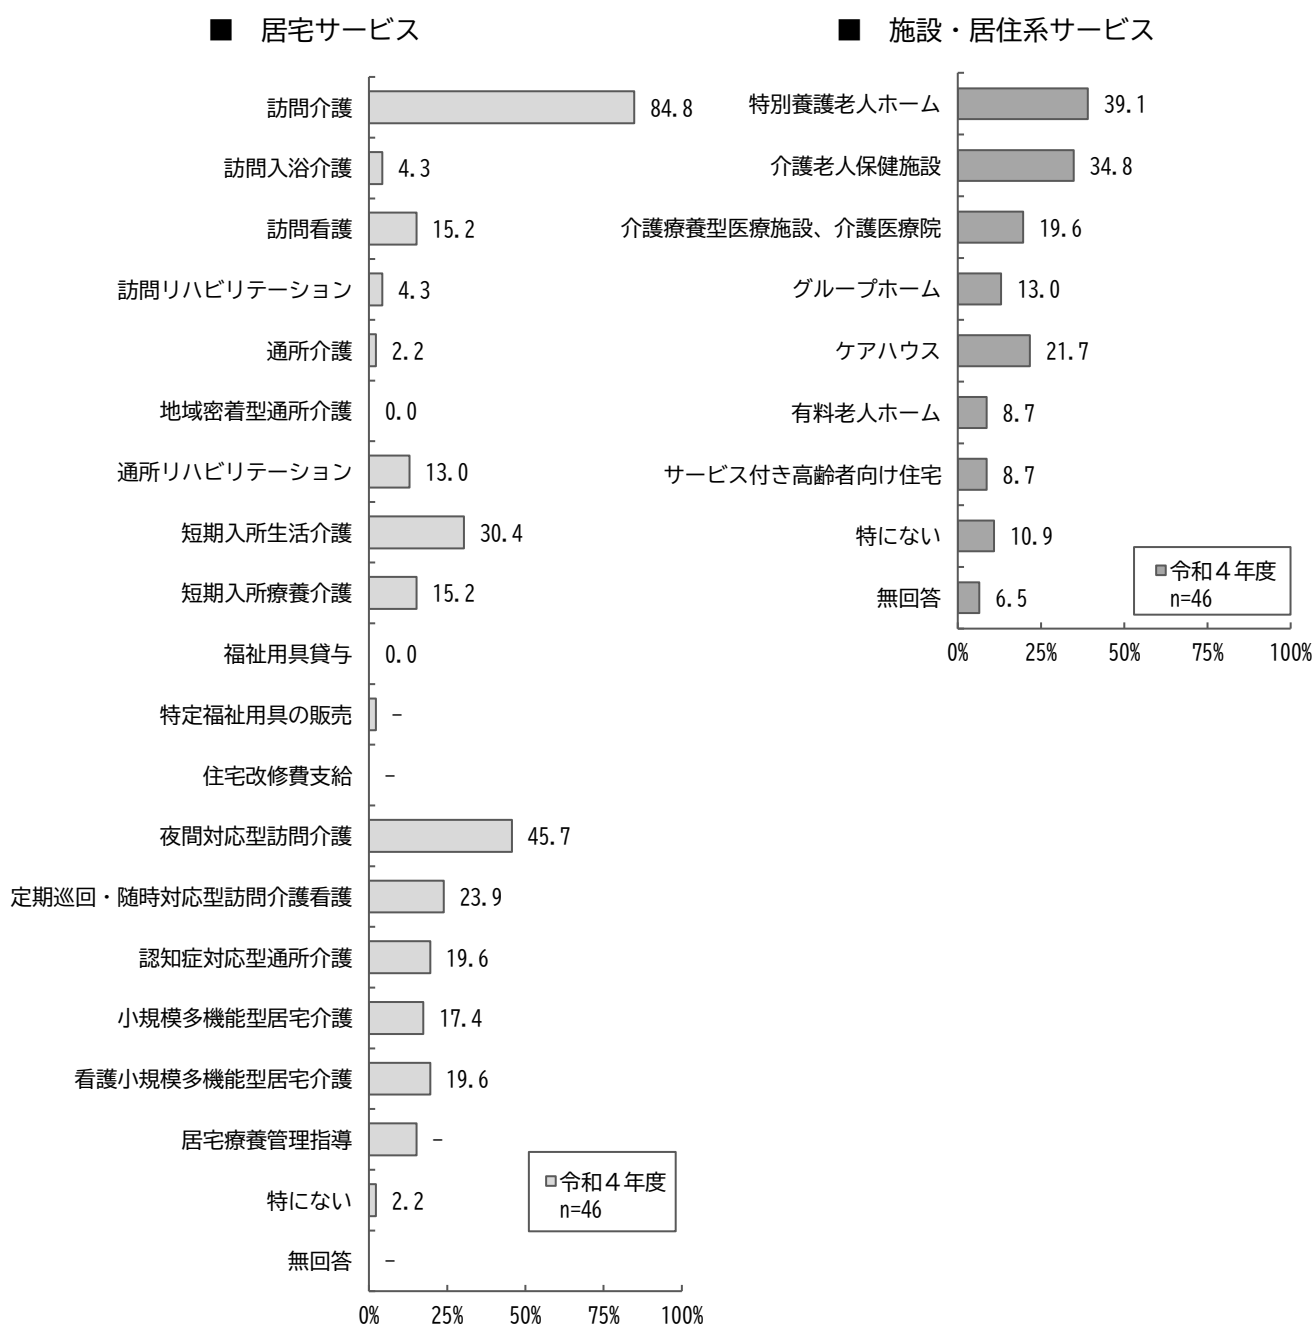 ■ 居宅サービス
訪問介護 84.8
訪問入浴介護 4.3
訪問看護 15.2
訪問リハビリテーション 4.3
通所介護 2.2
地域密着型通所介護 0.0
通所リハビリテーション 13.0
短期入所生活介護 30.4
短期入所療養介護 15.2
福祉用具貸与 0.0
特定福祉用具の販売 -
住宅改修費支給 -
夜間対応型訪問介護 45.7
定期巡回・随時対応型訪問介護看護 23.9
認知症対応型通所介護 19.6
小規模多機能型居宅介護 17.4
看護小規模多機能型居宅介護 19.6
居宅療養管理指導 -
特にない 2.2
無回答 -
0% 25% 50% 75% 100%
令和４年度
n=46
■ 施設・居住系サービス
特別養護老人ホーム 39.1
介護老人保健施設 34.8
介護療養型医療施設、介護医療院 19.6
グループホーム 13.0
ケアハウス 21.7
有料老人ホーム 8.7
サービス付き高齢者向け住宅 8.7
特にない 10.9
無回答 6.5
0% 25% 50% 75% 100%
令和４年度
n=46